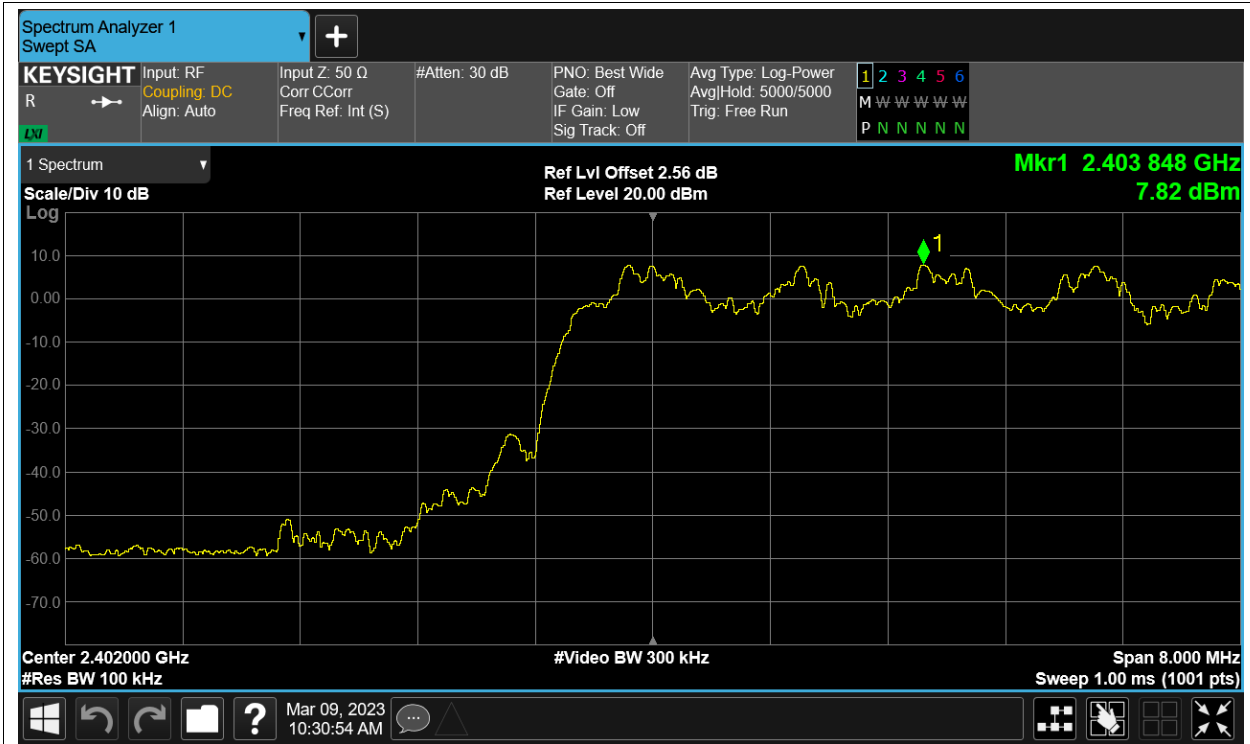 Spectrum Analyzer 1
Swept SA
+
KEYSIGHT
R
LXI
Input: RF
Coupling: DC
Align: Auto
Input Z: 50 Ω
Corr CCorr
Freq Ref: Int (S)
#Atten: 30 dB
PNO: Best Wide
Gate: Off
IF Gain: Low
Sig Track: Off
Avg Type: Log-Power
Avg|Hold: 5000/5000
Trig: Free Run
1 2 3 4 5 6
M W W W W W
P N N N N N
1 Spectrum
Scale/Div 10 dB
Log
Ref Lvl Offset 2.56 dB
Ref Level 20.00 dBm
Mkr1 2.403 848 GHz
7.82 dBm
1
10.0
0.00
-10.0
-20.0
-30.0
-40.0
-50.0
-60.0
-70.0
Center 2.402000 GHz
#Res BW 100 kHz
#Video BW 300 kHz
Span 8.000 MHz
Sweep 1.00 ms (1001 pts)
?
Mar 09, 2023
10:30:54 AM